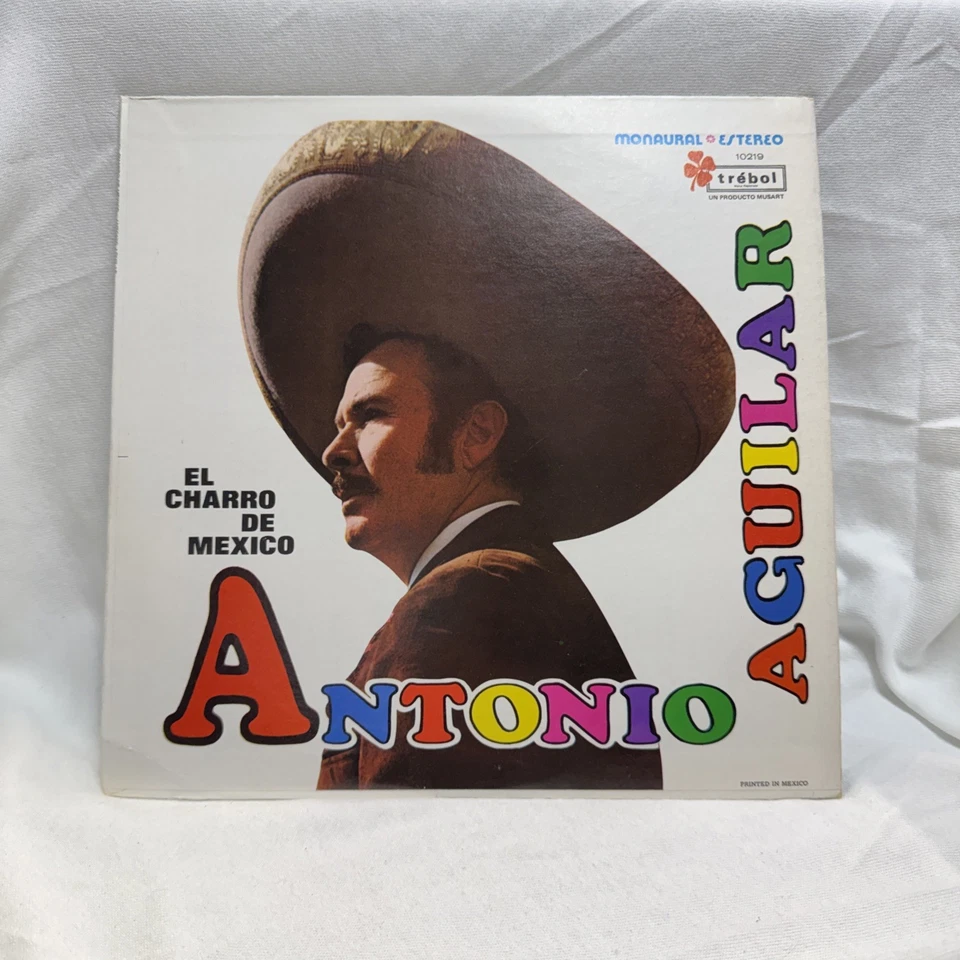 MONAURAL ESTEREO
10219
trébol
UN PRODUCTO MUSART
EL
CHARRO
DE
MEXICO
ANTONIO
AGUILAR
PRINTED IN MEXICO